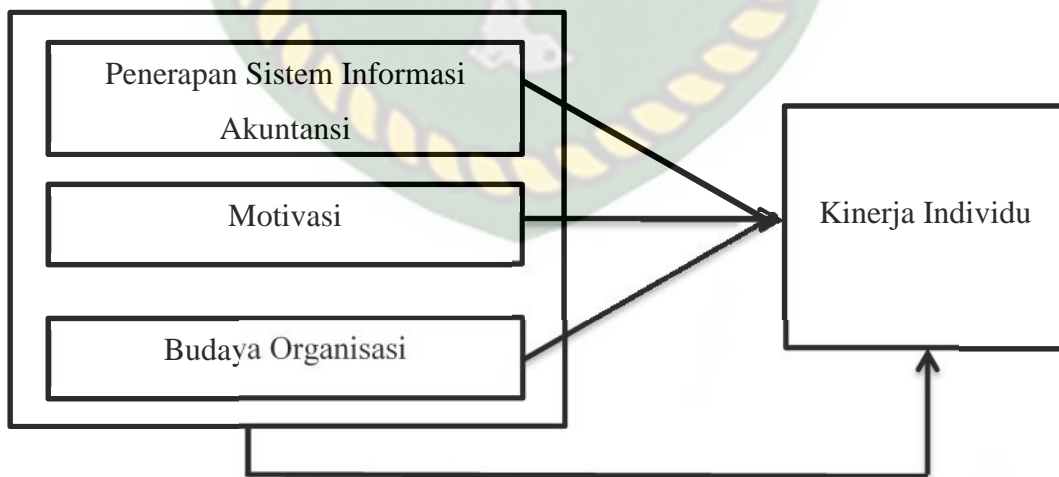 Penerapan Sistem Informasi
Akuntansi
Motivasi
Budaya Organisasi
Kinerja Individu